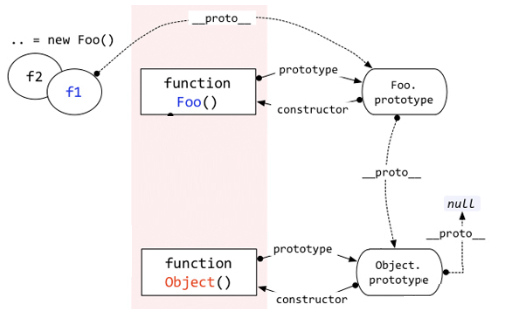 __proto__
.. = new Foo()
f2
f1
function
Foo()
prototype
constructor
Foo.
prototype
__proto__
null
__proto__
function
Object()
prototype
constructor
Object.
prototype